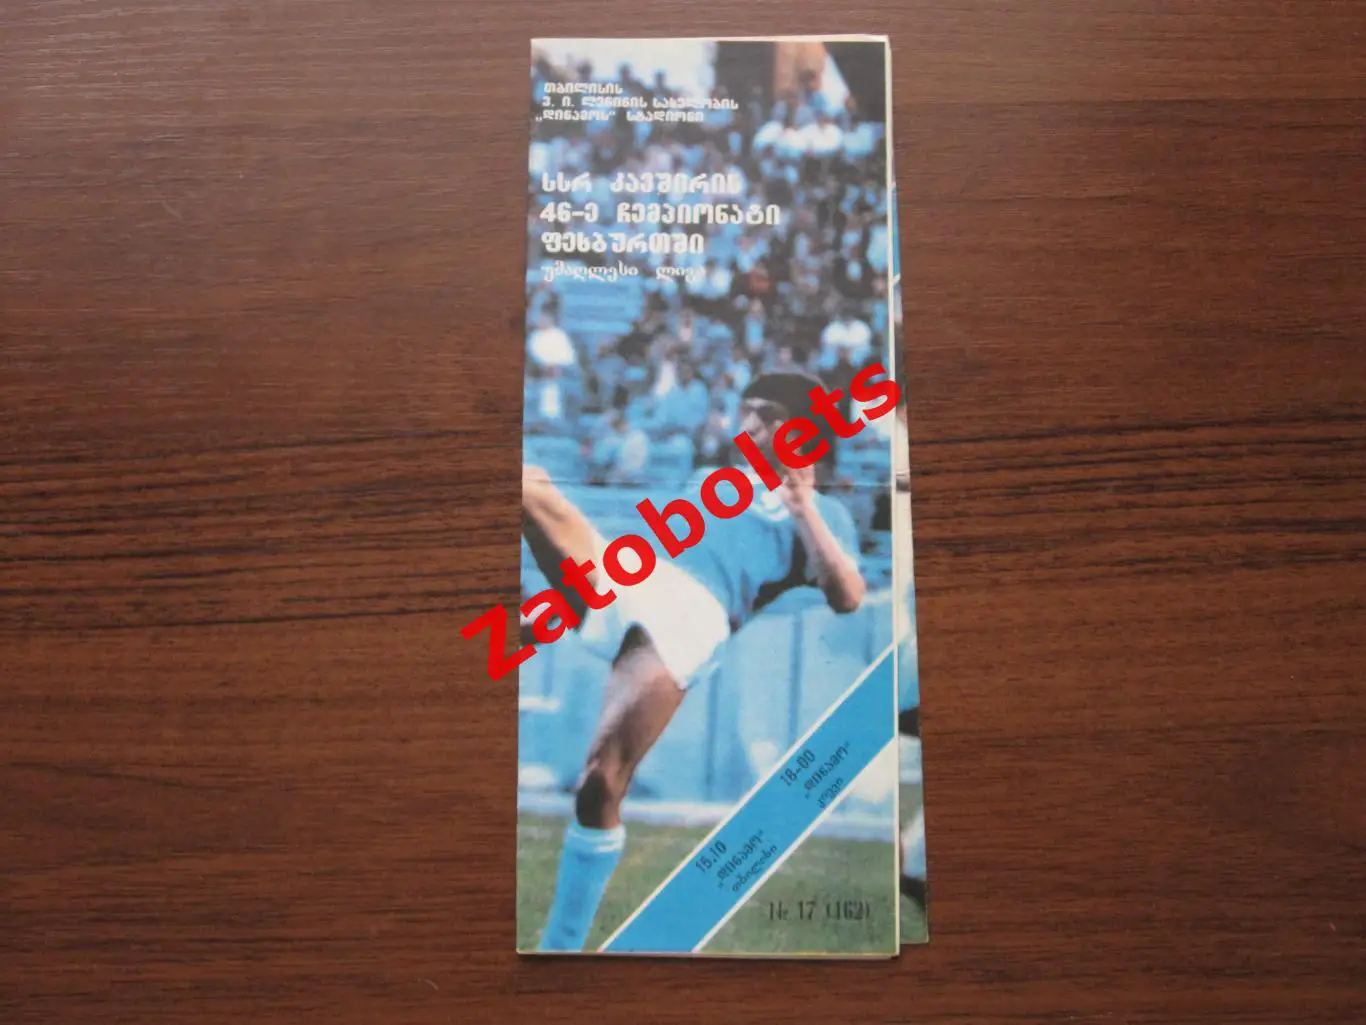 თბილისის
ვ. ი. ლენინის სახელობის
„დინამოს“ სტადიონი
სსრ კავშირის
46-ე ჩემპიონატი
ფეხბურთში
უმაღლესი ლიგა
Zatobolets
18-00
„დინამო“
კიევი
15.10
„დინამო“
თბილისი
Nr 17 (162)